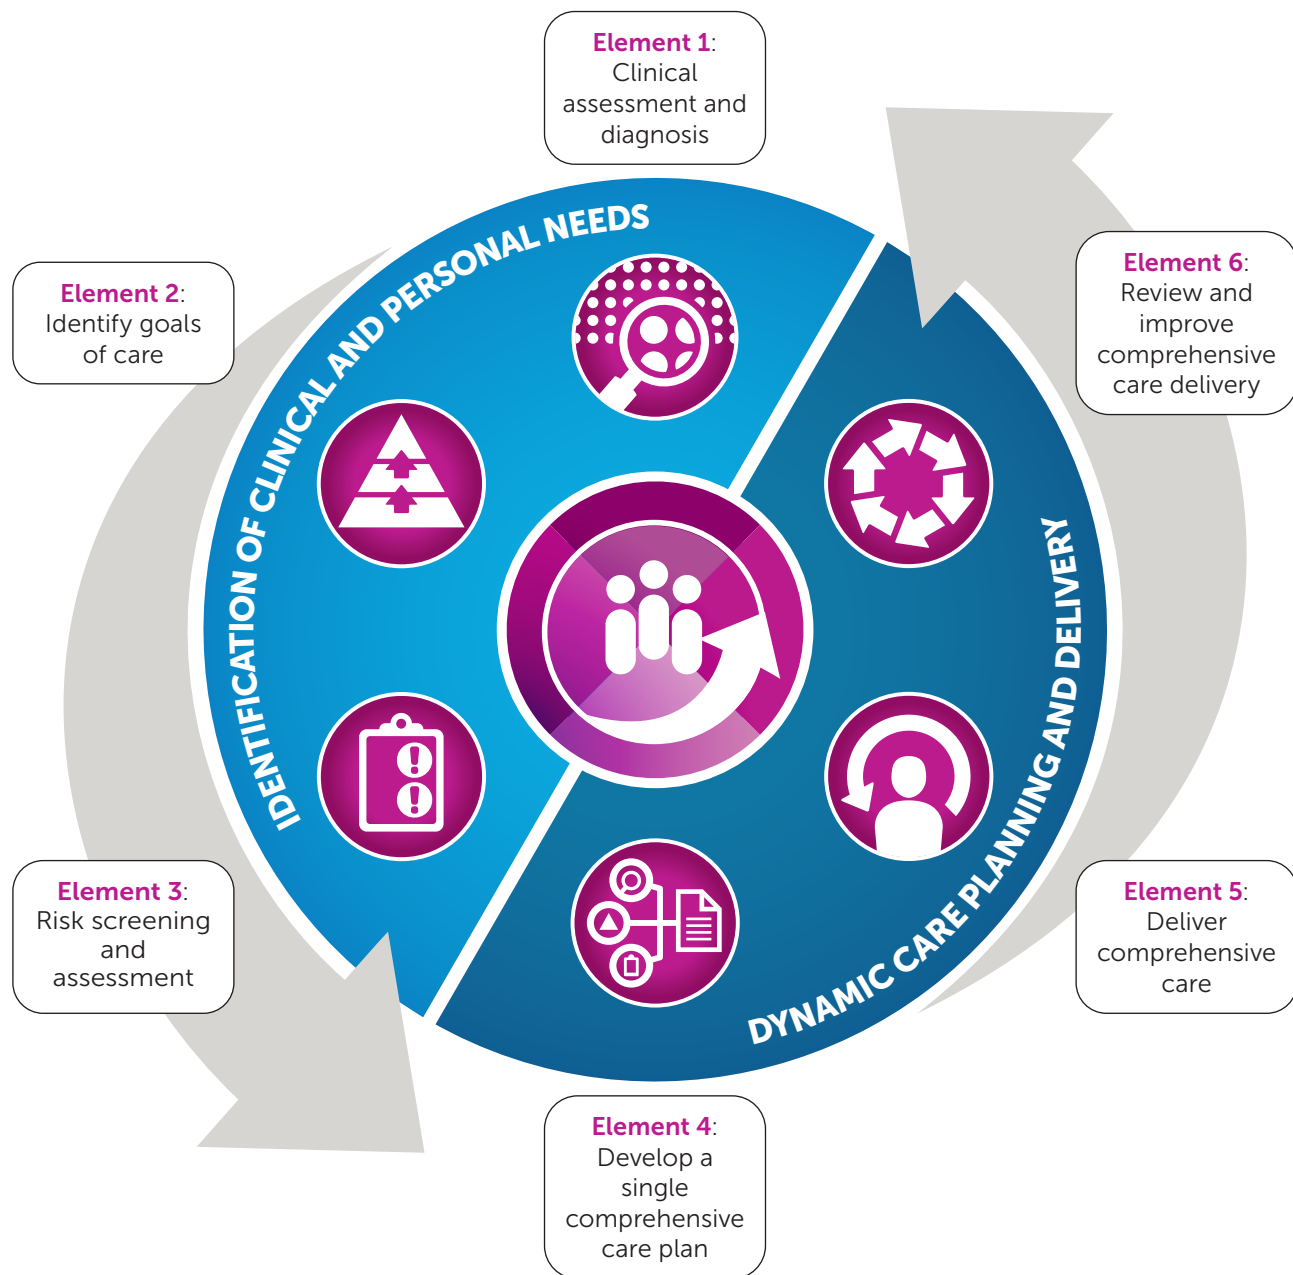 Element 1:
Clinical
assessment and
diagnosis
IDENTIFICATION OF CLINICAL AND PERSONAL NEEDS
Element 2:
Identify goals
of care
Element 3:
Risk screening
and
assessment
Element 4:
Develop a
single
comprehensive
care plan
DYNAMIC CARE PLANNING AND DELIVERY
Element 5:
Deliver
comprehensive
care
Element 6:
Review and
improve
comprehensive
care delivery